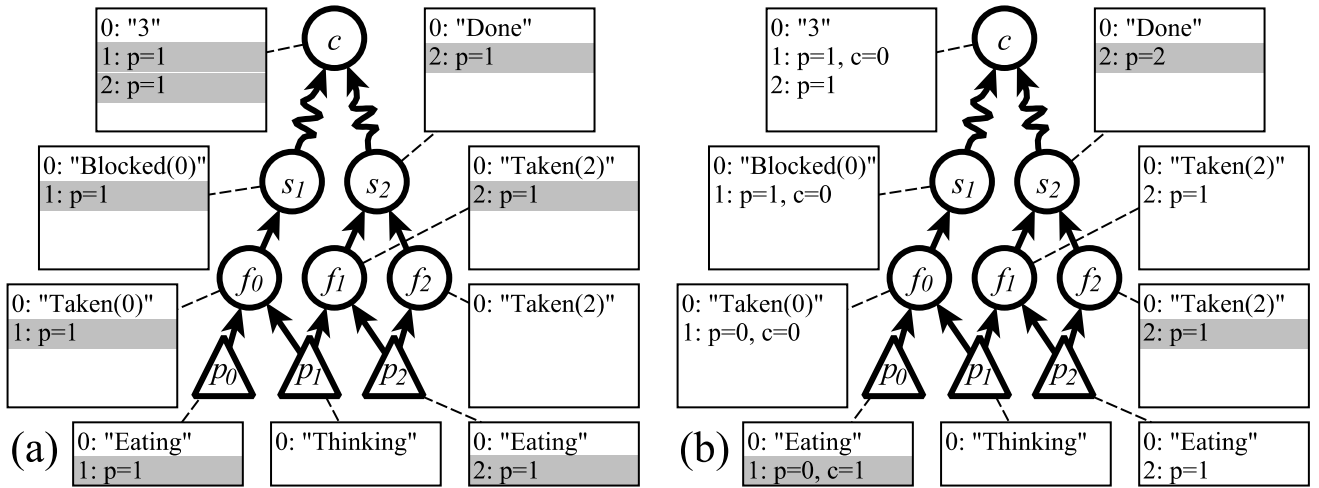 0: "3"
1: p=1
2: p=1
c
0: "Done"
2: p=1
0: "Blocked(0)"
1: p=1
s1
s2
0: "Taken(2)"
2: p=1
0: "Taken(0)"
1: p=1
f0
f1
f2
0: "Taken(2)"
p0
p1
p2
(a)
0: "Eating"
1: p=1
0: "Thinking"
0: "Eating"
2: p=1
0: "3"
1: p=1, c=0
2: p=1
c
0: "Done"
2: p=2
0: "Blocked(0)"
1: p=1, c=0
s1
s2
0: "Taken(2)"
2: p=1
0: "Taken(0)"
1: p=0, c=0
f0
f1
f2
0: "Taken(2)"
2: p=1
p0
p1
p2
(b)
0: "Eating"
1: p=0, c=1
0: "Thinking"
0: "Eating"
2: p=1